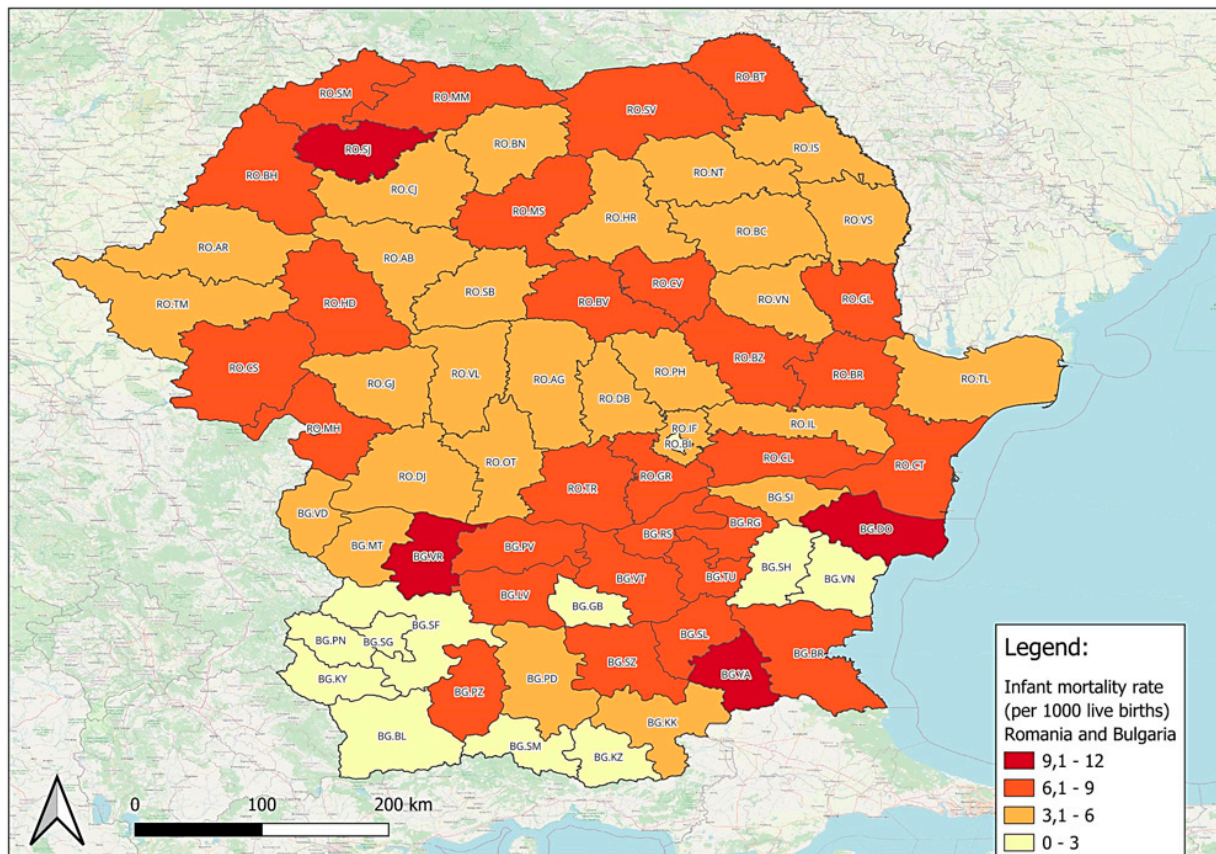 RO.SM
RO.MM
RO.SV
RO.BT
RO.SJ
RO.BN
RO.IS
RO.BH
RO.CJ
RO.NT
RO.MS
RO.HR
RO.BC
RO.VS
RO.AR
RO.AB
RO.SB
RO.TM
RO.HD
RO.BV
RO.CV
RO.VN
RO.GL
RO.CS
RO.GJ
RO.VL
RO.AG
RO.DB
RO.PH
RO.BZ
RO.BR
RO.TL
RO.MH
RO.IF
RO.BI
RO.IL
RO.DJ
RO.OT
RO.TR
RO.GR
RO.CL
RO.CT
BG.VD
BG.MT
BG.VR
BG.PV
BG.RS
BG.RG
BG.SI
BG.DO
BG.LV
BG.VT
BG.TU
BG.SH
BG.VN
BG.GB
BG.PN
BG.SG
BG.SF
BG.KY
BG.PZ
BG.PD
BG.SZ
BG.SL
BG.YA
BG.BR
BG.BL
BG.SM
BG.KZ
BG.KK
0 100 200 km
Legend:
Infant mortality rate
(per 1000 live births)
Romania and Bulgaria
9,1 - 12
6,1 - 9
3,1 - 6
0 - 3